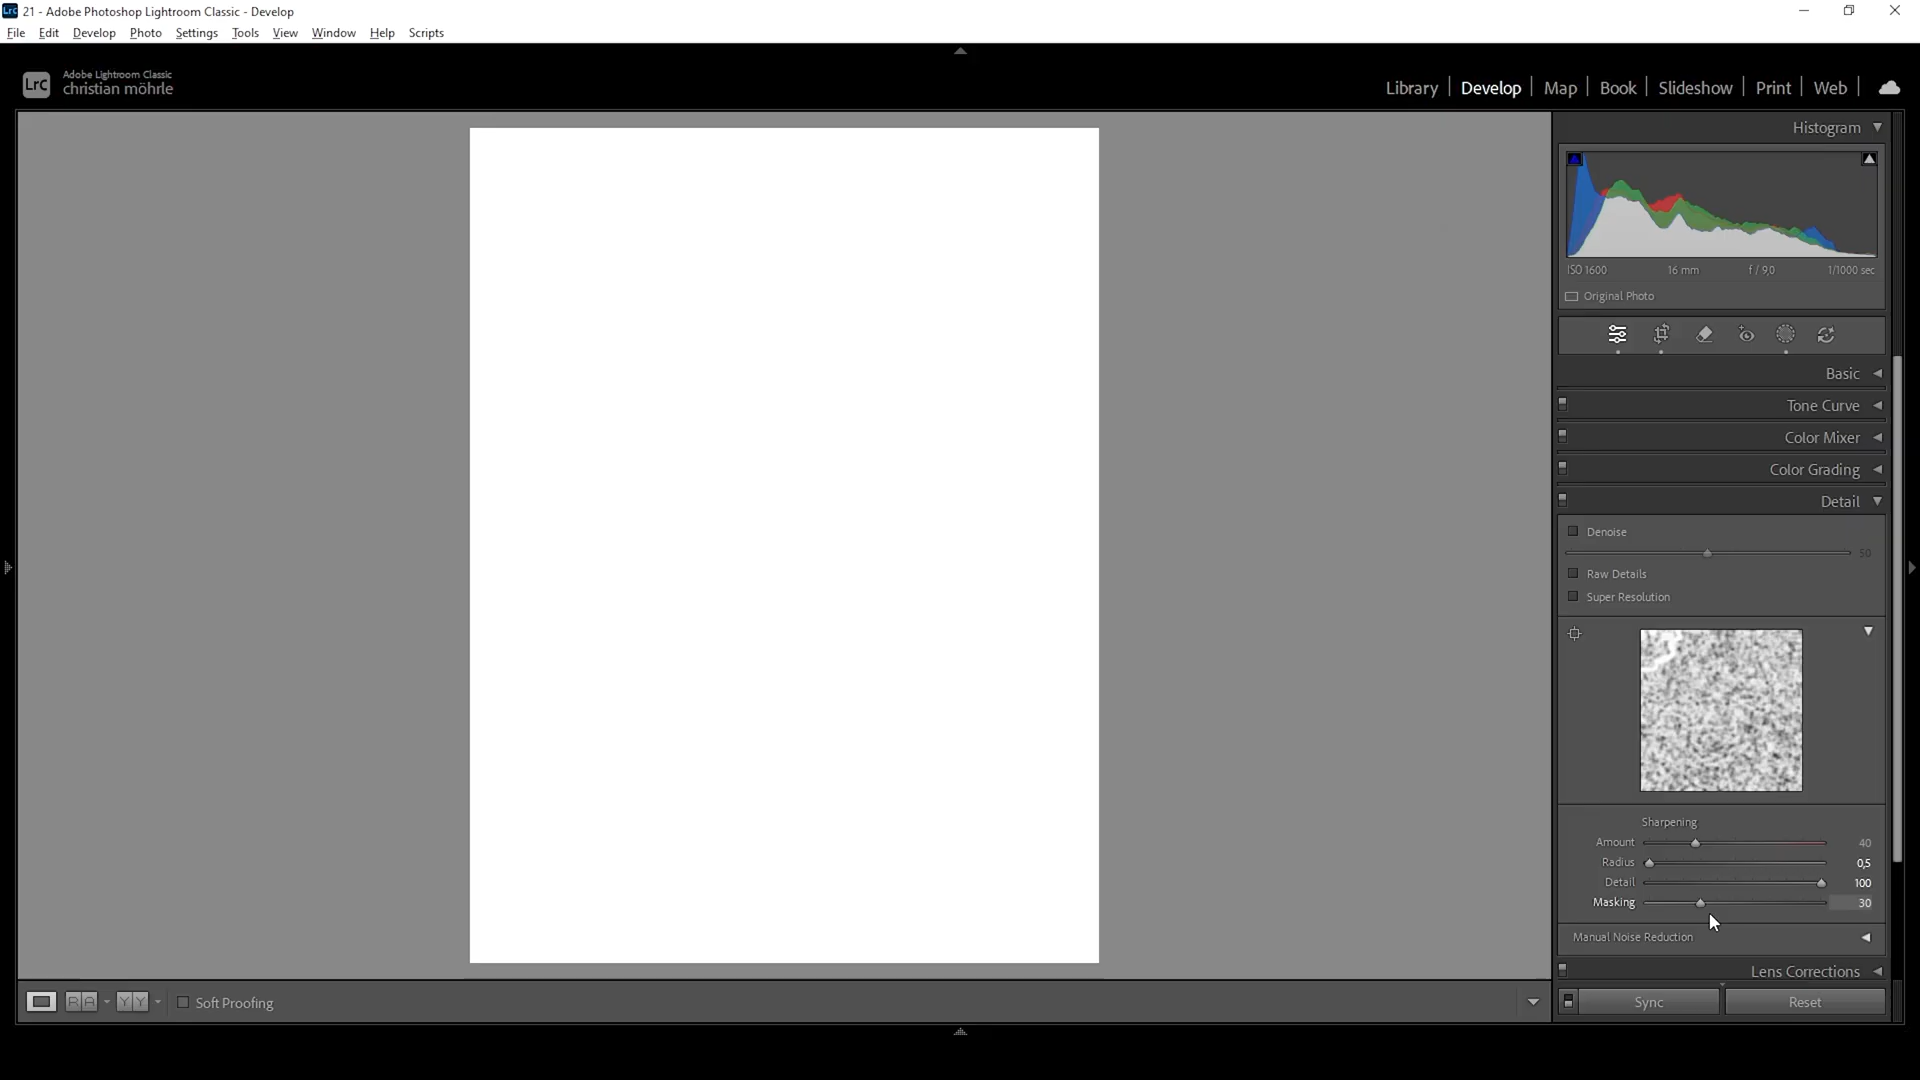 21 - Adobe Photoshop Lightroom Classic - Develop
File Edit Develop Photo Settings Tools View Window Help Scripts
LrC
Adobe Lightroom Classic
christian möhrle
Library Develop Map Book Slideshow Print Web
Histogram
ISO 1600 16 mm f / 9,0 1/1000 sec
Original Photo
Basic
Tone Curve
Color Mixer
Color Grading
Detail
Denoise
50
Raw Details
Super Resolution
Sharpening
Amount 40
Radius 0,5
Detail 100
Masking 30
Manual Noise Reduction
Lens Corrections
R A Y Y Soft Proofing
Sync Reset